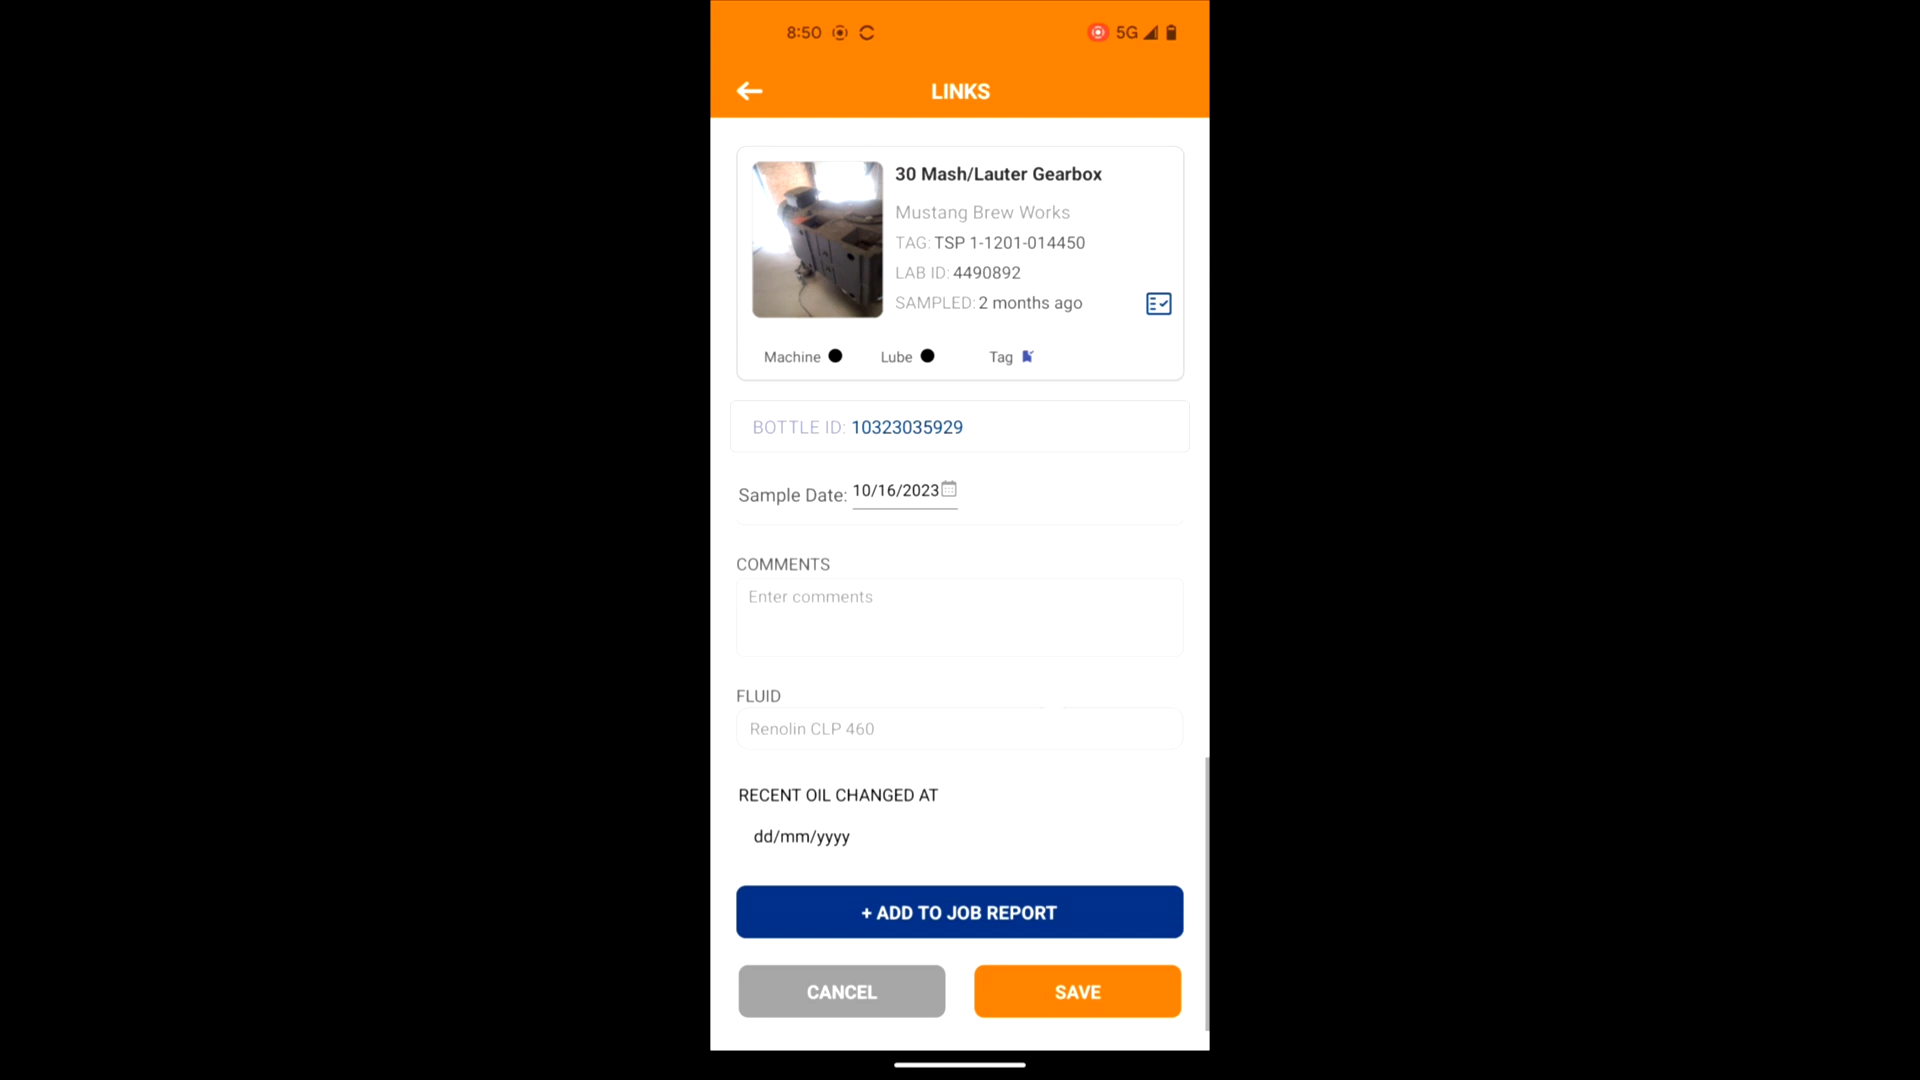 8:50
5G
LINKS
30 Mash/Lauter Gearbox
Mustang Brew Works
TAG: TSP 1-1201-014450
LAB ID: 4490892
SAMPLED: 2 months ago
Machine Lube Tag
BOTTLE ID: 10323035929
Sample Date: 10/16/2023
COMMENTS
Enter comments
FLUID
Renolin CLP 460
RECENT OIL CHANGED AT
dd/mm/yyyy
+ ADD TO JOB REPORT
CANCEL SAVE